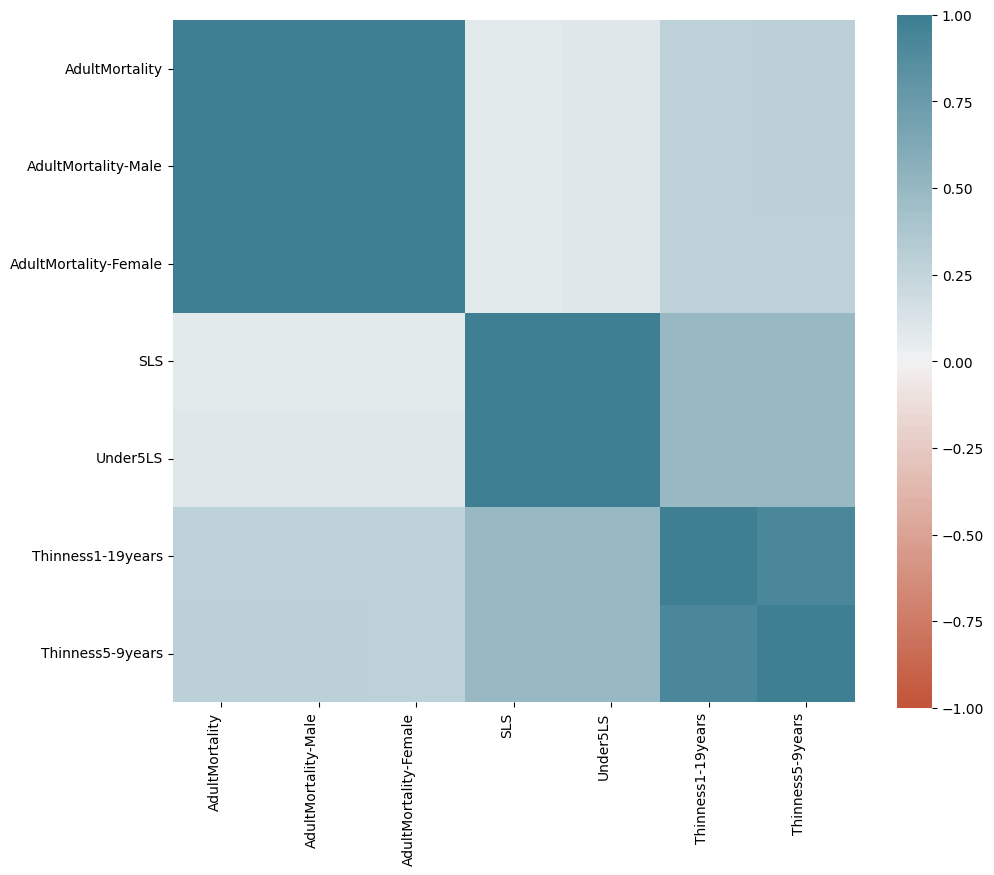 AdultMortality
AdultMortality-Male
AdultMortality-Female
SLS
Under5LS
Thinness1-19years
Thinness5-9years
AdultMortality
AdultMortality-Male
AdultMortality-Female
SLS
Under5LS
Thinness1-19years
Thinness5-9years
1.00
0.75
0.50
0.25
0.00
−0.25
−0.50
−0.75
−1.00